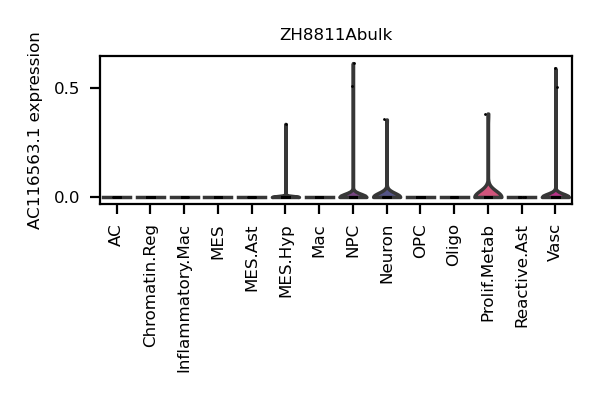 ZH8811Abulk
AC116563.1 expression
0.5
0.0
AC
Chromatin.Reg
Inflammatory.Mac
MES
MES.Ast
MES.Hyp
Mac
NPC
Neuron
OPC
Oligo
Prolif.Metab
Reactive.Ast
Vasc